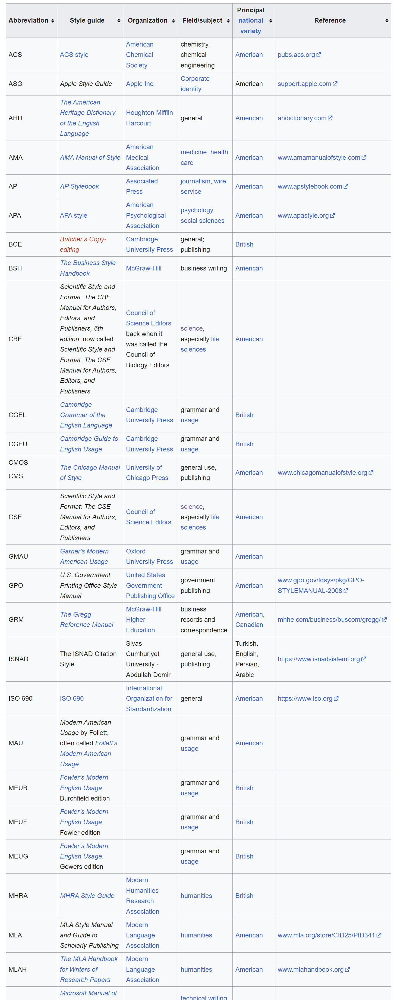 Abbreviation
Style guide
Organization
Field/subject
Principal
national
variety
Reference
ACS
ACS style
American
Chemical
Society
chemistry,
chemical
engineering
American
pubs.acs.org
ASG
Apple Style Guide
Apple Inc.
Corporate
identity
American
support.apple.com
AHD
The American
Heritage Dictionary
of the English
Language
Houghton Mifflin
Harcourt
general
American
ahdictionary.com
AMA
AMA Manual of Style
American
Medical
Association
medicine, health
care
American
www.amamanualofstyle.com
AP
AP Stylebook
Associated
Press
journalism, wire
service
American
www.apstylebook.com
APA
APA style
American
Psychological
Association
psychology,
social sciences
American
www.apastyle.org
BCE
Butcher’s Copy-
editing
Cambridge
University Press
general;
publishing
British
BSH
The Business Style
Handbook
McGraw-Hill
business writing
American
CBE
Scientific Style and
Format: The CBE
Manual for Authors,
Editors, and
Publishers, 6th
edition, now called
Scientific Style and
Format: The CSE
Manual for Authors,
Editors, and
Publishers
Council of
Science Editors
back when it
was called the
Council of
Biology Editors
science,
especially life
sciences
American
CGEL
Cambridge
Grammar of the
English Language
Cambridge
University Press
grammar and
usage
British
CGEU
Cambridge Guide to
English Usage
Cambridge
University Press
grammar and
usage
British
CMOS
CMS
The Chicago Manual
of Style
University of
Chicago Press
general use,
publishing
American
www.chicagomanualofstyle.org
CSE
Scientific Style and
Format: The CSE
Manual for Authors,
Editors, and
Publishers
Council of
Science Editors
science,
especially life
sciences
American
GMAU
Garner's Modern
American Usage
Oxford
University Press
grammar and
usage
American
GPO
U.S. Government
Printing Office Style
Manual
United States
Government
Publishing Office
government
publishing
American
www.gpo.gov/fdsys/pkg/GPO-
STYLEMANUAL-2008
GRM
The Gregg
Reference Manual
McGraw-Hill
Higher
Education
business
records and
correspondence
American,
Canadian
mhhe.com/business/buscom/gregg/
ISNAD
The ISNAD Citation
Style
Sivas
Cumhuriyet
University -
Abdullah Demir
general use,
publishing
Turkish,
English,
Persian,
Arabic
https://www.isnadsistemi.org
ISO 690
ISO 690
International
Organization for
Standardization
general
American
https://www.iso.org
MAU
Modern American
Usage by Follett,
often called Follett's
Modern American
Usage
grammar and
usage
American
MEUB
Fowler’s Modern
English Usage,
Burchfield edition
grammar and
usage
British
MEUF
Fowler’s Modern
English Usage,
Fowler edition
grammar and
usage
British
MEUG
Fowler’s Modern
English Usage,
Gowers edition
grammar and
usage
British
MHRA
MHRA Style Guide
Modern
Humanities
Research
Association
humanities
British
MLA
MLA Style Manual
and Guide to
Scholarly Publishing
Modern
Language
Association
humanities
American
www.mla.org/store/CID25/PID341
MLAH
The MLA Handbook
for Writers of
Research Papers
Modern
Language
Association
humanities
American
www.mlahandbook.org
Microsoft Manual of
technical writing